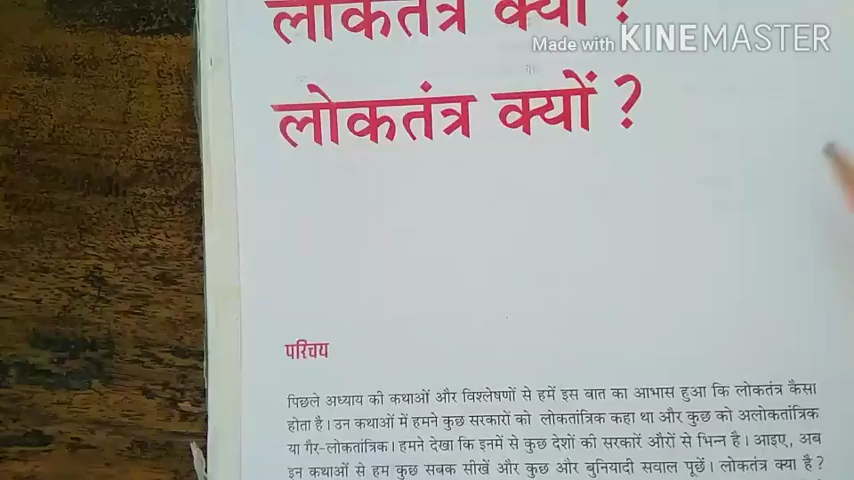 लोकतंत्र क्या ?
Made with KINEMASTER
लोकतंत्र क्यों ?
परिचय
पिछले अध्याय की कथाओं और विश्लेषणों से हमें इस बात का आभास हुआ कि लोकतंत्र कैसा
होता है। उन कथाओं में हमने कुछ सरकारों को लोकतांत्रिक कहा था और कुछ को अलोकतांत्रिक
या गैर-लोकतांत्रिक। हमने देखा कि इनमें से कुछ देशों की सरकारें औरों से भिन्न है। आइए, अब
इन कथाओं से हम कुछ सबक सीखें और कुछ और बुनियादी सवाल पूछें। लोकतंत्र क्या है?